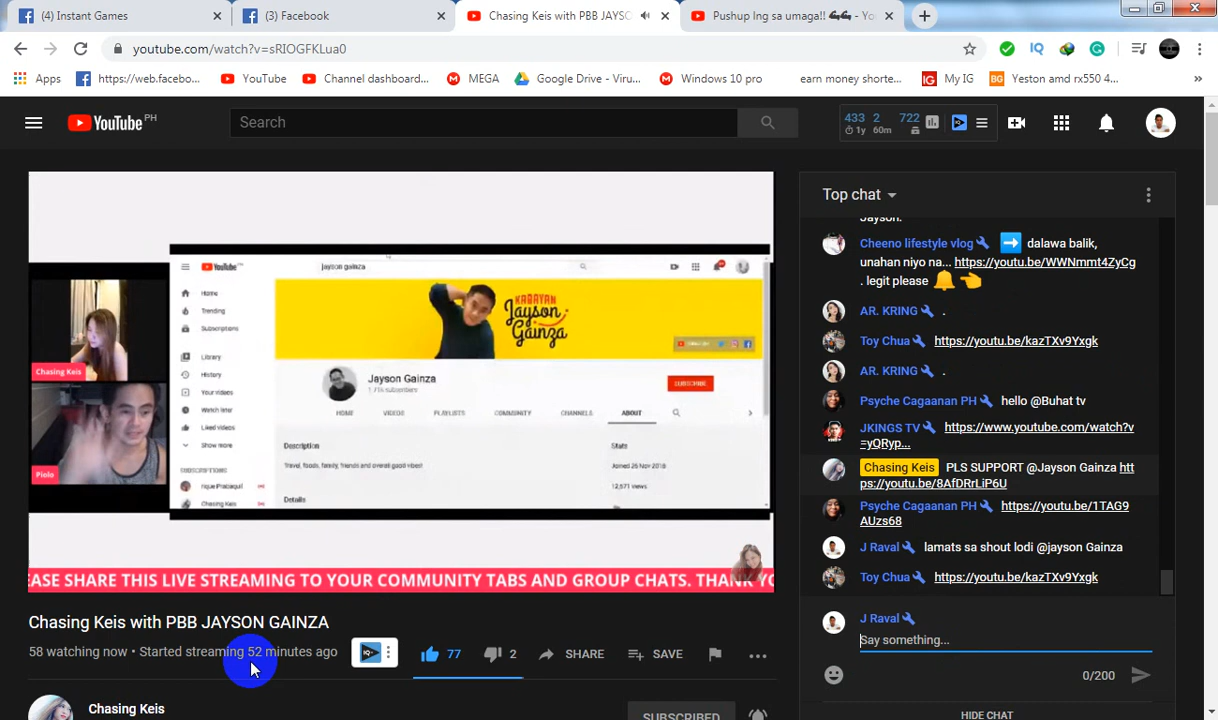 (4) Instant Games
(3) Facebook
Chasing Keis with PBB JAYSO
Pushup lng sa umaga!! - Yo
youtube.com/watch?v=sRIOGFKLua0
Apps
https://web.facebo...
YouTube
Channel dashboard...
MEGA
Google Drive - Viru...
Windows 10 pro
earn money shorte...
My IG
Yeston amd rx550 4...
YouTube PH
Search
433 2 722
1y 60m
Top chat
Jayson.
Cheeno lifestyle vlog dalawa balik,
unahan niyo na... https://youtu.be/WWNmmt4ZyCg
. legit please
AR. KRING .
Toy Chua https://youtu.be/kazTXv9Yxgk
AR. KRING .
Psyche Cagaanan PH hello @Buhat tv
JKINGS TV https://www.youtube.com/watch?v
=yQRyp...
Chasing Keis PLS SUPPORT @Jayson Gainza htt
ps://youtu.be/8AfDRrLiP6U
Psyche Cagaanan PH https://youtu.be/1TAG9
AUzs68
J Raval lamats sa shout lodi @jayson Gainza
Toy Chua https://youtu.be/kazTXv9Yxgk
J Raval
Say something...
0/200
HIDE CHAT
YouTube
jayson gainza
Home
Trending
Subscriptions
Library
History
Your videos
Watch later
Liked videos
Show more
SUBSCRIPTIONS
Chasing Keis
KABAYAN
Jayson
Gainza
Jayson Gainza
subscribers
SUBSCRIBE
HOME
VIDEOS
PLAYLISTS
COMMUNITY
CHANNELS
ABOUT
Description
Travel, foods, family, friends and overall good vibes!
Details
Stats
Joined 25 Nov 2018
12,571 views
Chasing Keis
Piolo
EASE SHARE THIS LIVE STREAMING TO YOUR COMMUNITY TABS AND GROUP CHATS. THANK YO
Chasing Keis with PBB JAYSON GAINZA
58 watching now • Started streaming 52 minutes ago
77
2
SHARE
SAVE
Chasing Keis
SUBSCRIBED